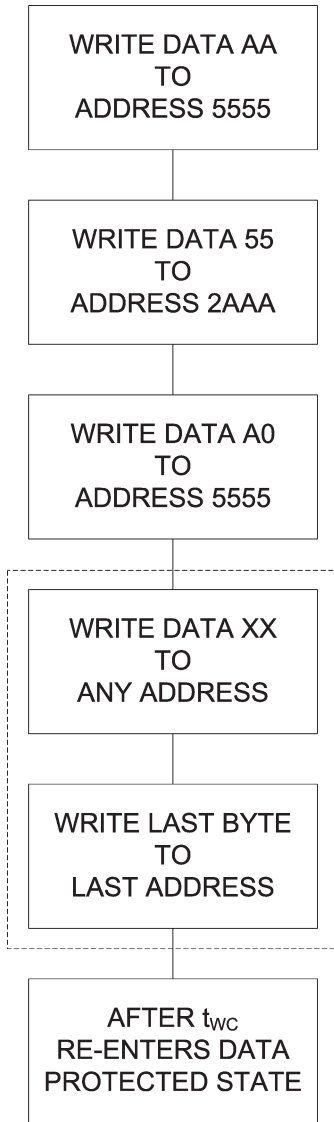 WRITE DATA AA
TO
ADDRESS 5555
WRITE DATA 55
TO
ADDRESS 2AAA
WRITE DATA A0
TO
ADDRESS 5555
WRITE DATA XX
TO
ANY ADDRESS
WRITE LAST BYTE
TO
LAST ADDRESS
AFTER tWC
RE-ENTERS DATA
PROTECTED STATE